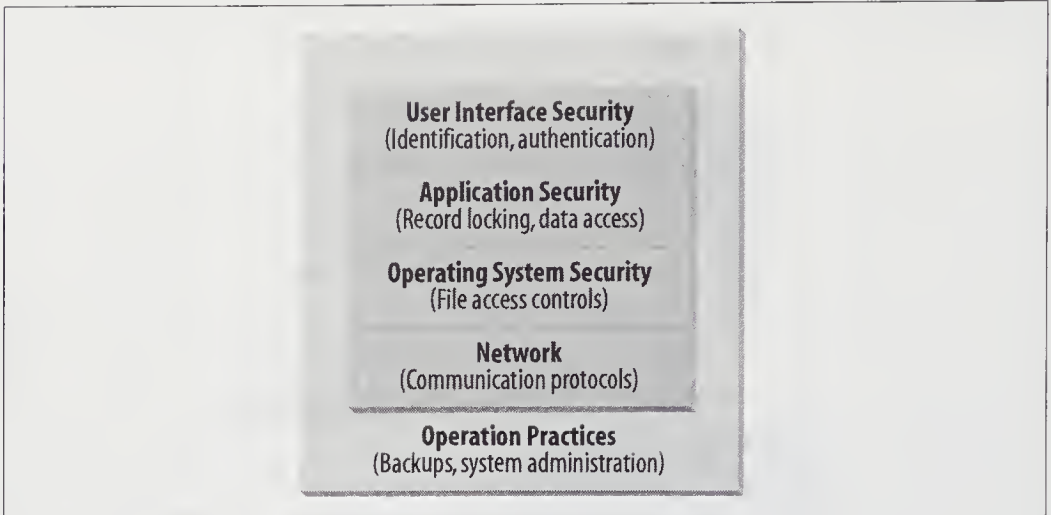 User Interface Security
(Identification, authentication)
Application Security
(Record locking, data access)
Operating System Security
(File access controls)
Network
(Communication protocols)
Operation Practices
(Backups, system administration)